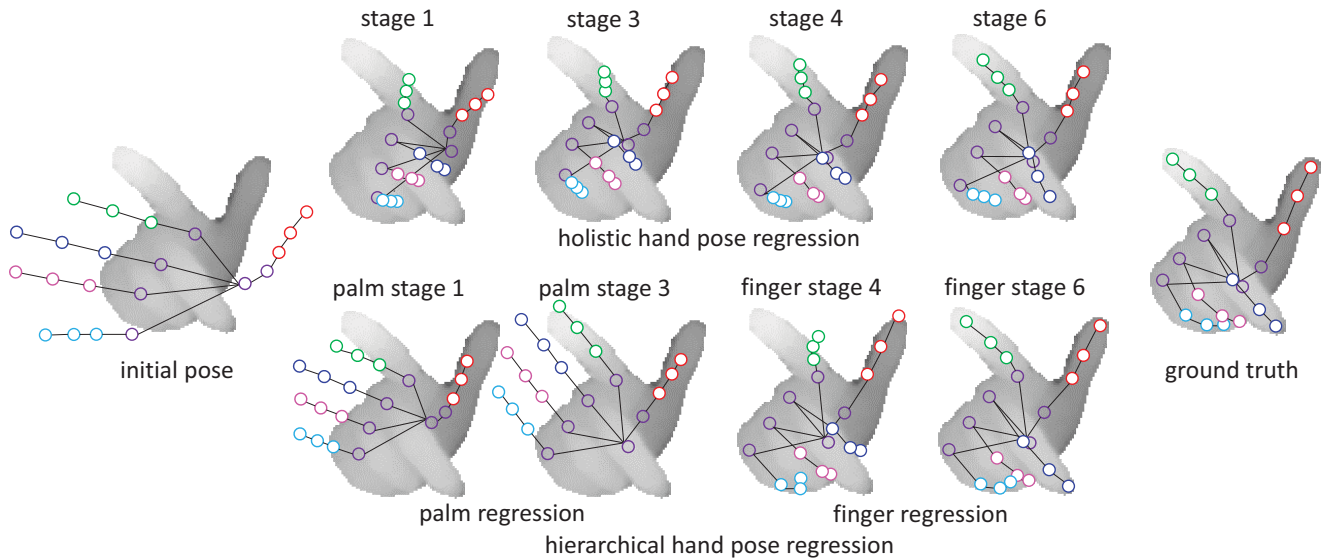 stage 1
stage 3
stage 4
stage 6
holistic hand pose regression
initial pose
palm stage 1
palm stage 3
finger stage 4
finger stage 6
ground truth
palm regression
finger regression
hierarchical hand pose regression